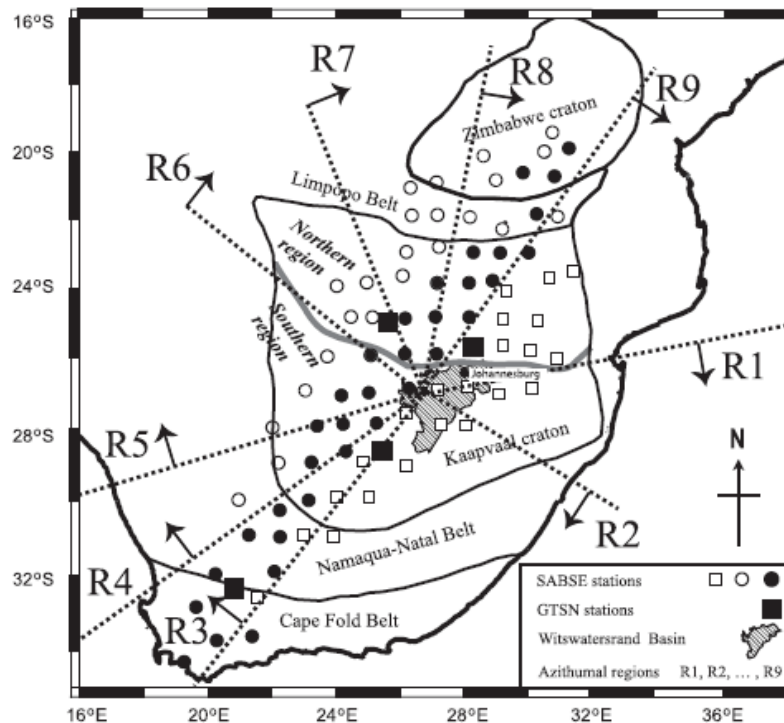 16°S
20°S
24°S
28°S
32°S
R7
R8
R9
R6
Zimbabwe craton
Limpopo Belt
Northern
region
Southern
region
Johannesburg
R1
R5
Kaapvaal craton
N
R2
Namaqua-Natal Belt
R4
R3
Cape Fold Belt
SABSE stations
GTSN stations
Witswatersrand Basin
Azithumal regions R1, R2, ... , R9
16°E 20°E 24°E 28°E 32°E 36°E